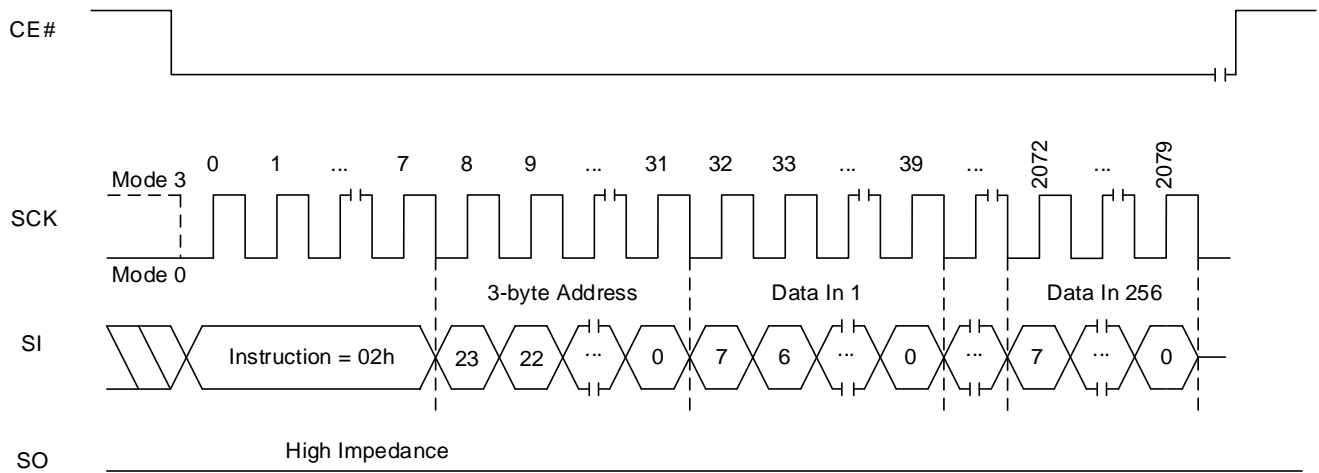 CE#
0 1 ... 7 8 9 ... 31 32 33 ... 39 ... 2072 ... 2079
Mode 3
SCK
Mode 0
3-byte Address Data In 1 Data In 256
SI Instruction = 02h 23 22 ... 0 7 6 ... 0 ... 7 ... 0
High Impedance
SO